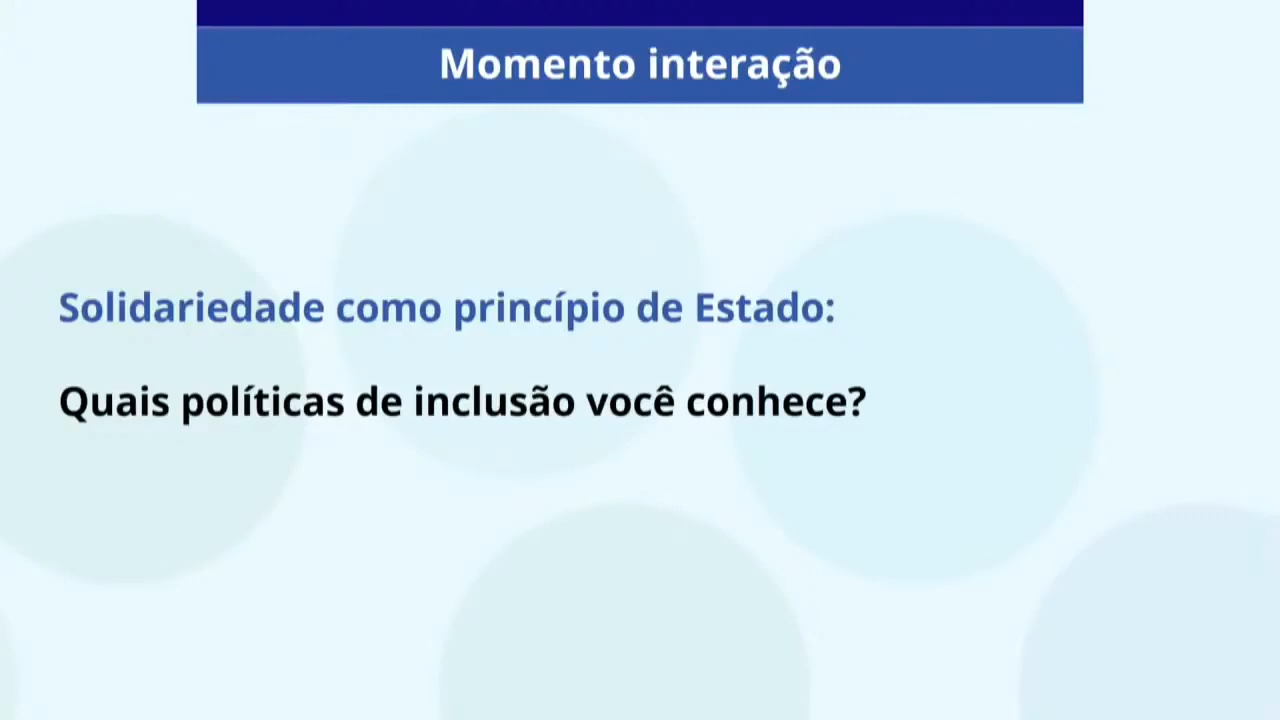 Momento interação
Solidariedade como princípio de Estado:
Quais políticas de inclusão você conhece?